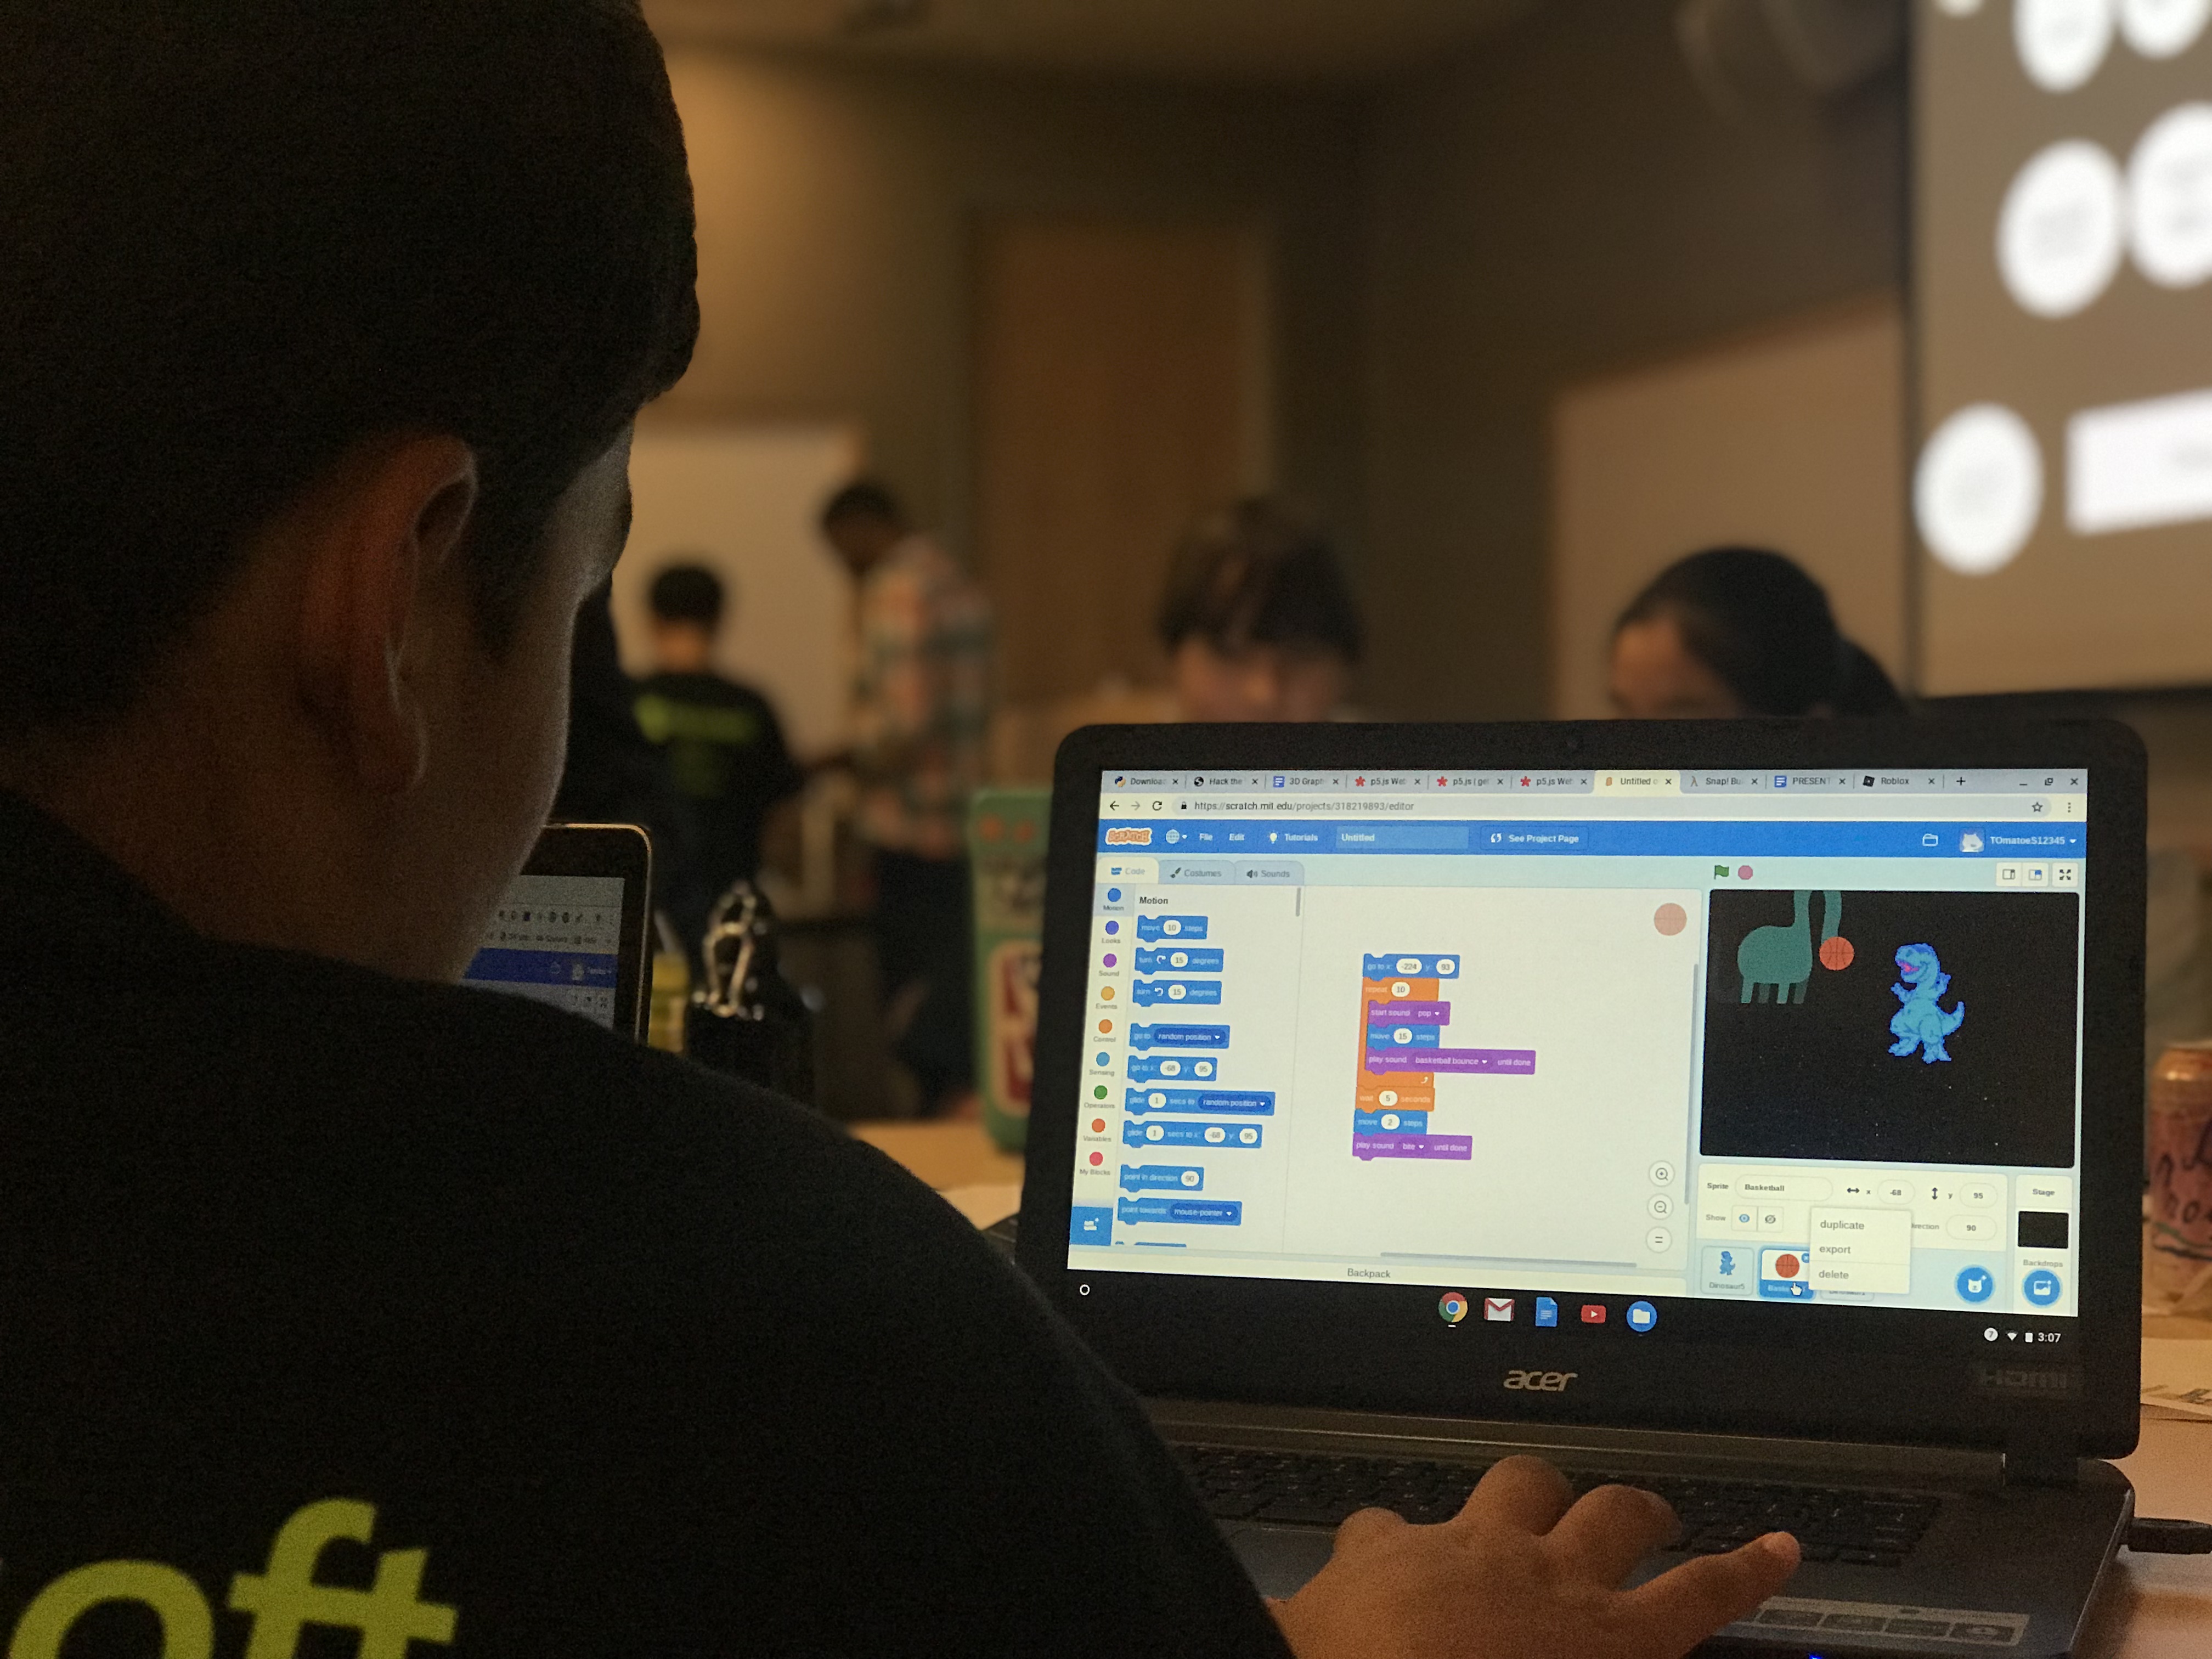 Downloa
Hack the
3D Graph
p5.js We
p5.js | ge
p5.js We
Untitled o
Snap! Bu
PRESENT
Roblox
https://scratch.mit.edu/projects/318219893/editor
SCRATCH
File
Edit
Tutorials
Untitled
See Project Page
TOmatoeS12345
Code
Costumes
Sounds
Motion
Looks
Sound
Events
Control
Sensing
Operators
Variables
My Blocks
Motion
move 10 steps
turn 15 degrees
turn 15 degrees
go to random position
go to x: -68 y: 95
glide 1 secs to random position
glide 1 secs to x: -68 y: 95
point in direction 90
point towards mouse-pointer
go to x: -224 y: 93
repeat 10
start sound pop
move 15 steps
play sound basketball bounce until done
wait 5 seconds
move 2 steps
play sound bite until done
Backpack
Sprite Basketball x -68 y 95
Show
direction 90
duplicate
export
delete
Dinosaur5
Stage
Backdrops
3:07
acer
HDMI
oft